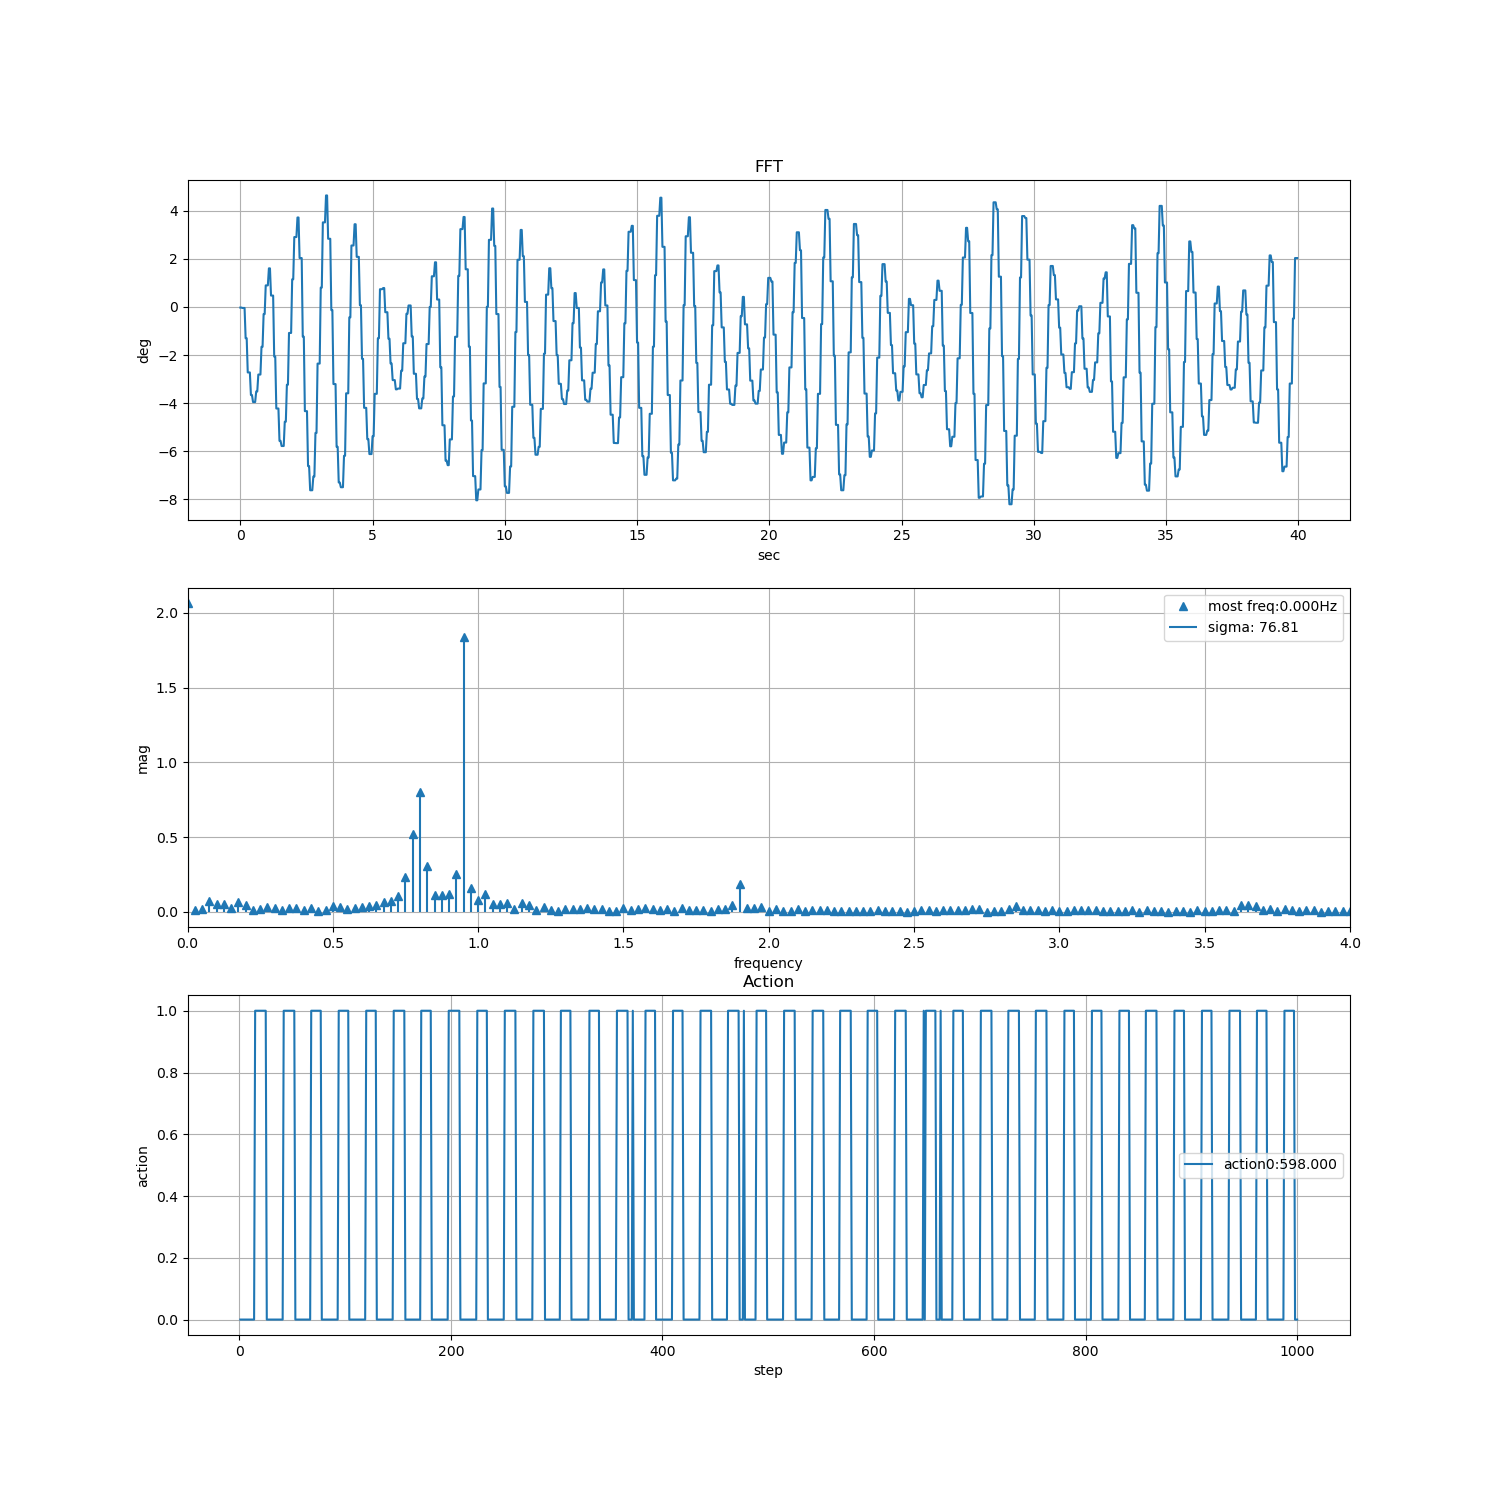 FFT
4
2
0
−2
−4
−6
−8
deg
0 5 10 15 20 25 30 35 40
sec
2.0
1.5
1.0
0.5
0.0
mag
most freq:0.000Hz
sigma: 76.81
0.0 0.5 1.0 1.5 2.0 2.5 3.0 3.5 4.0
frequency
Action
1.0
0.8
0.6
0.4
0.2
0.0
action
action0:598.000
0 200 400 600 800 1000
step